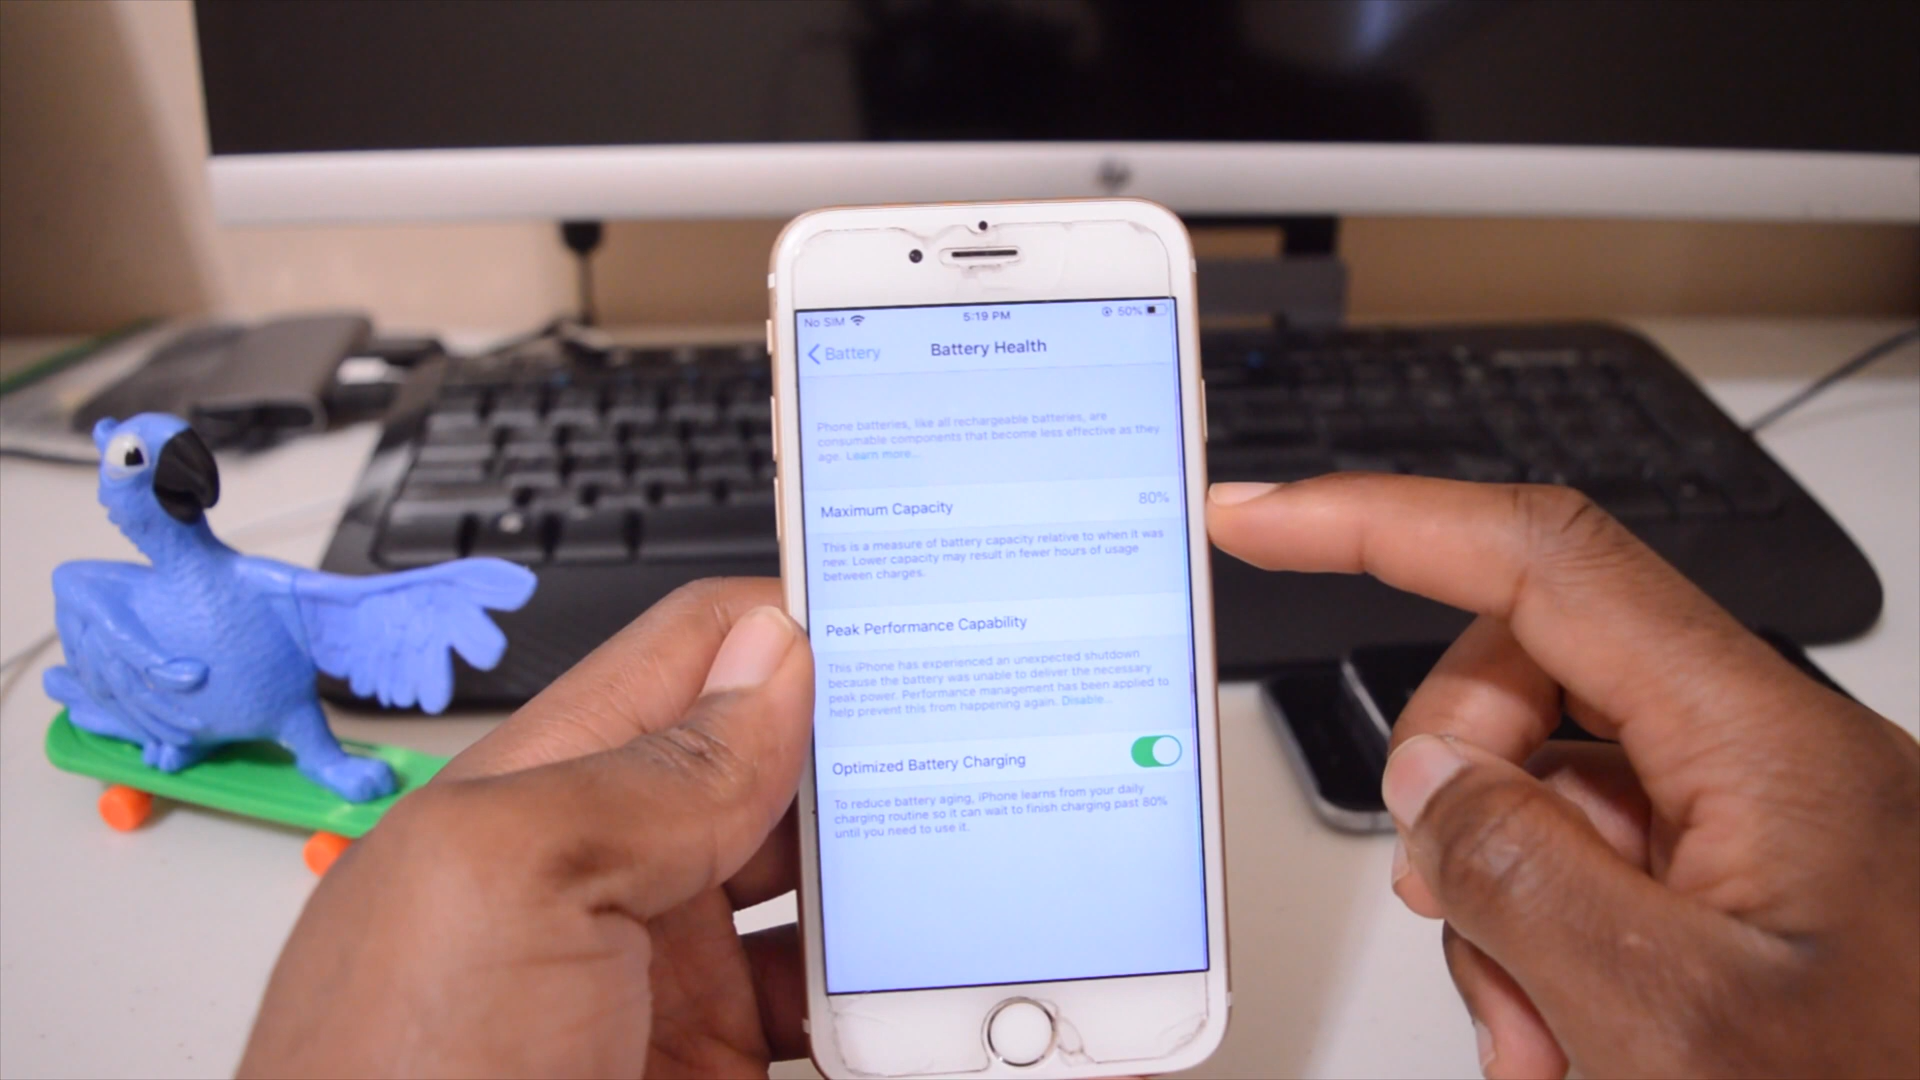 hp
No SIM 5:19 PM 50%
Battery Battery Health
Phone batteries, like all rechargeable batteries, are
consumable components that become less effective as they
age. Learn more...
Maximum Capacity 80%
This is a measure of battery capacity relative to when it was
new. Lower capacity may result in fewer hours of usage
between charges.
Peak Performance Capability
This iPhone has experienced an unexpected shutdown
because the battery was unable to deliver the necessary
peak power. Performance management has been applied to
help prevent this from happening again. Disable...
Optimized Battery Charging
To reduce battery aging, iPhone learns from your daily
charging routine so it can wait to finish charging past 80%
until you need to use it.